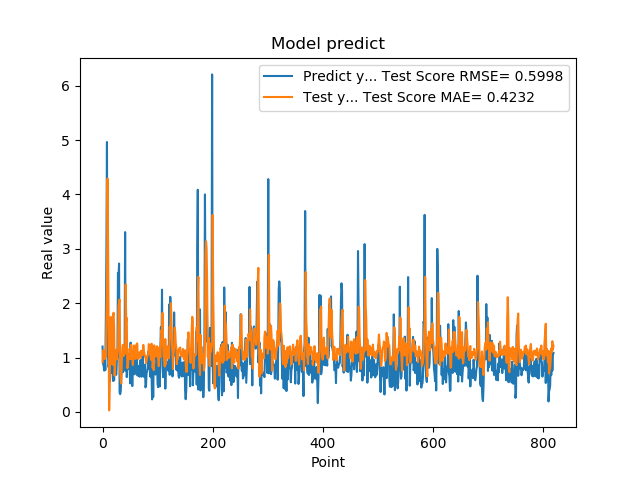 Model predict
Predict y... Test Score RMSE= 0.5998
Test y... Test Score MAE= 0.4232
Real value
6
5
4
3
2
1
0
0 200 400 600 800
Point